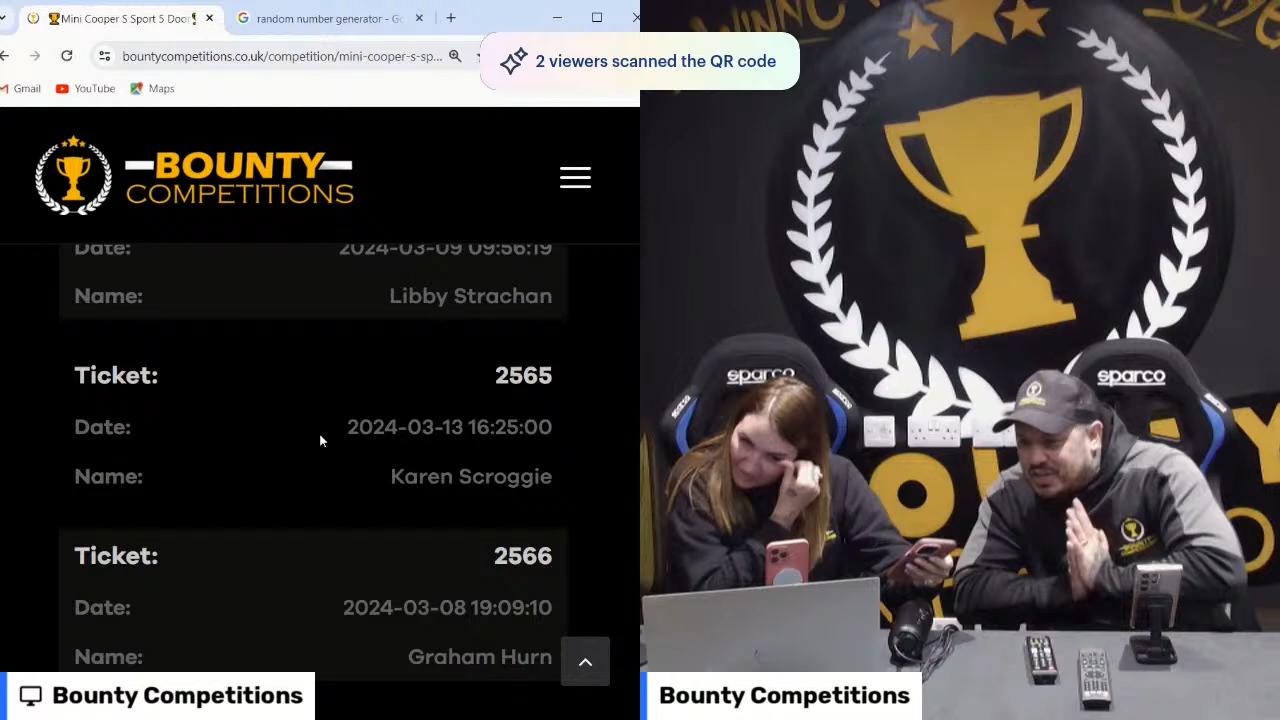 Mini Cooper S Sport 5 Doo
random number generator - Go
bountycompetitions.co.uk/competition/mini-cooper-s-sp...
2 viewers scanned the QR code
Gmail
YouTube
Maps
BOUNTY
COMPETITIONS
Date: 2024-03-09 09:56:19
Name: Libby Strachan
Ticket: 2565
Date: 2024-03-13 16:25:00
Name: Karen Scroggie
Ticket: 2566
Date: 2024-03-08 19:09:10
Name: Graham Hurn
Bounty Competitions
sparco
sparco
Bounty Competitions